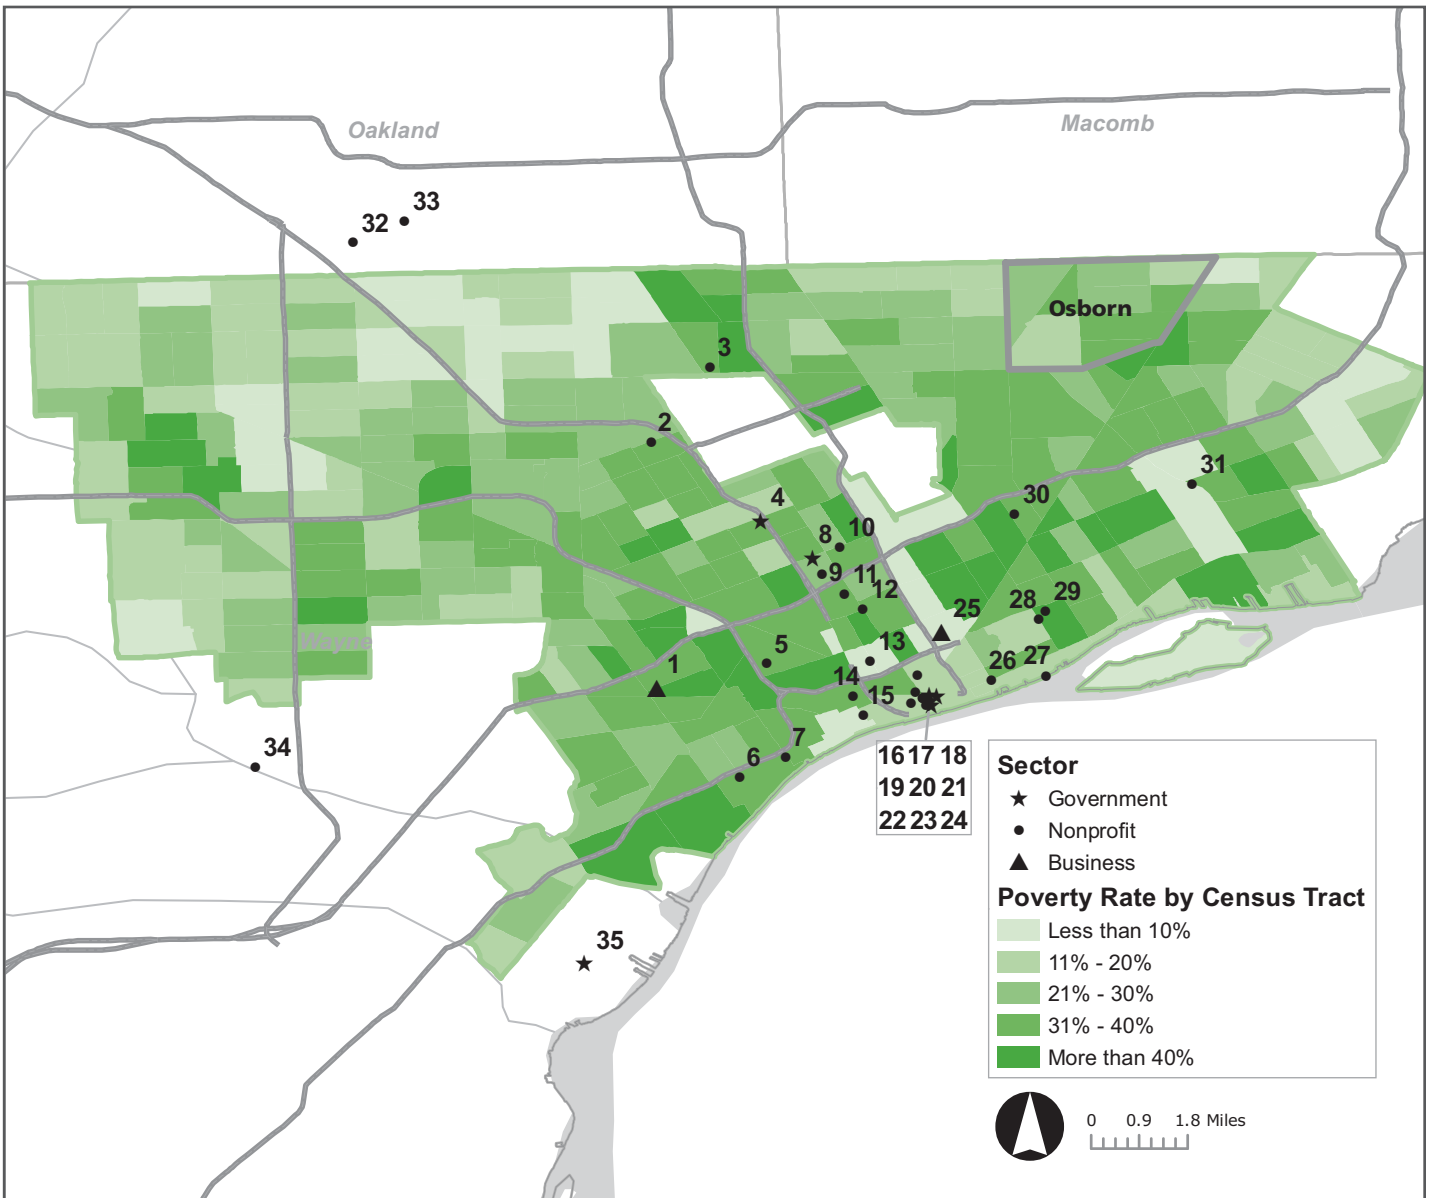 Oakland
Macomb
33
32
Osborn
3
2
31
4
30
8
10
9
11
12
28
29
25
Wayne
5
13
1
26
27
14
15
34
7
6
16 17 18
19 20 21
22 23 24
35
Sector
Government
Nonprofit
Business
Poverty Rate by Census Tract
Less than 10%
11% - 20%
21% - 30%
31% - 40%
More than 40%
0 0.9 1.8 Miles